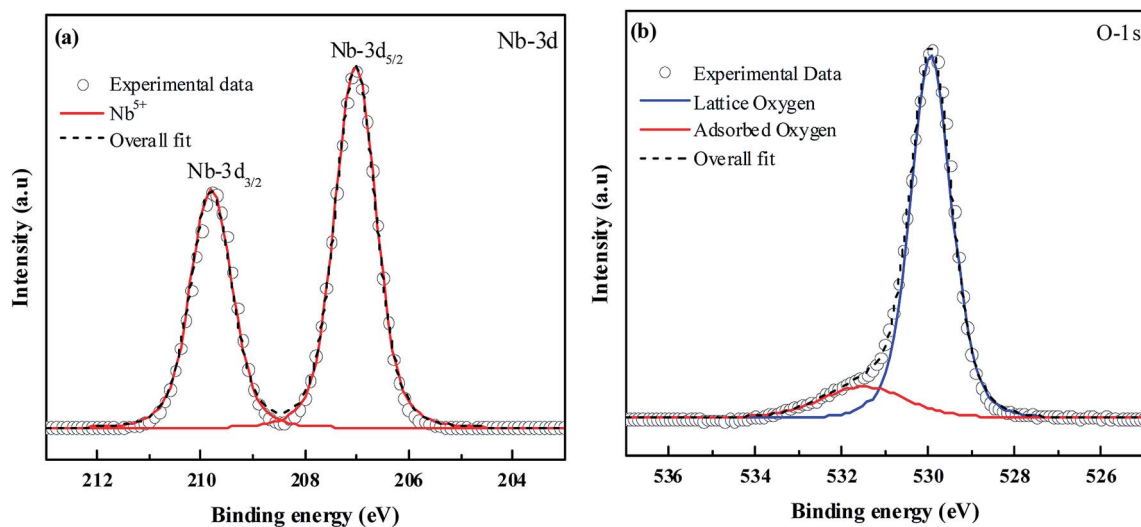 (a)
Nb-3d
Nb-3d5/2
Experimental data
Nb5+
Overall fit
Nb-3d3/2
Intensity (a.u)
212 210 208 206 204
Binding energy (eV)
(b)
O-1s
Experimental Data
Lattice Oxygen
Adsorbed Oxygen
Overall fit
Intensity (a.u)
536 534 532 530 528 526
Binding energy (eV)